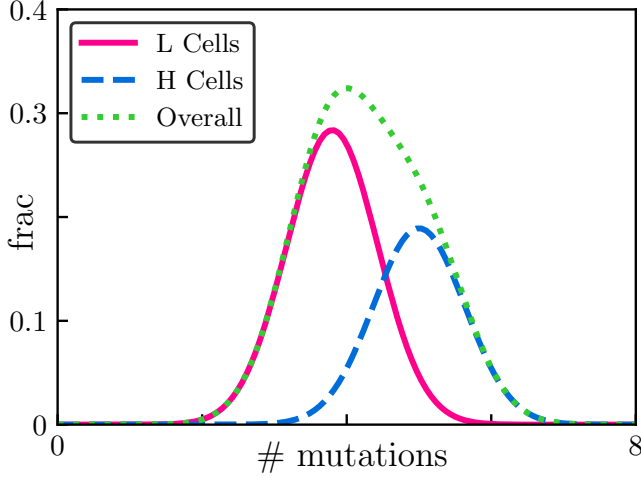 0.4
L Cells
H Cells
Overall
0.3
frac
0.1
0
0
# mutations
8